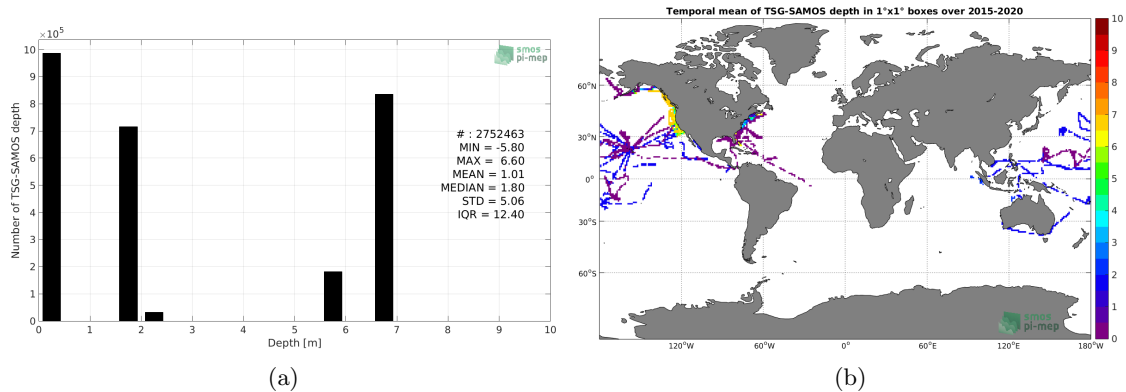 ×10⁵
10
9
8
7
6
5
4
3
2
1
0
Number of TSG-SAMOS depth
smos
pi-mep
# : 2752463
MIN = -5.80
MAX = 6.60
MEAN = 1.01
MEDIAN = 1.80
STD = 5.06
IQR = 12.40
0 1 2 3 4 5 6 7 8 9 10
Depth [m]
(a)
Temporal mean of TSG-SAMOS depth in 1°x1° boxes over 2015-2020
60°N
30°N
0°
30°S
60°S
120°W 60°W 0° 60°E 120°E 180°W
smos
pi-mep
10
9
8
7
6
5
4
3
2
1
0
(b)